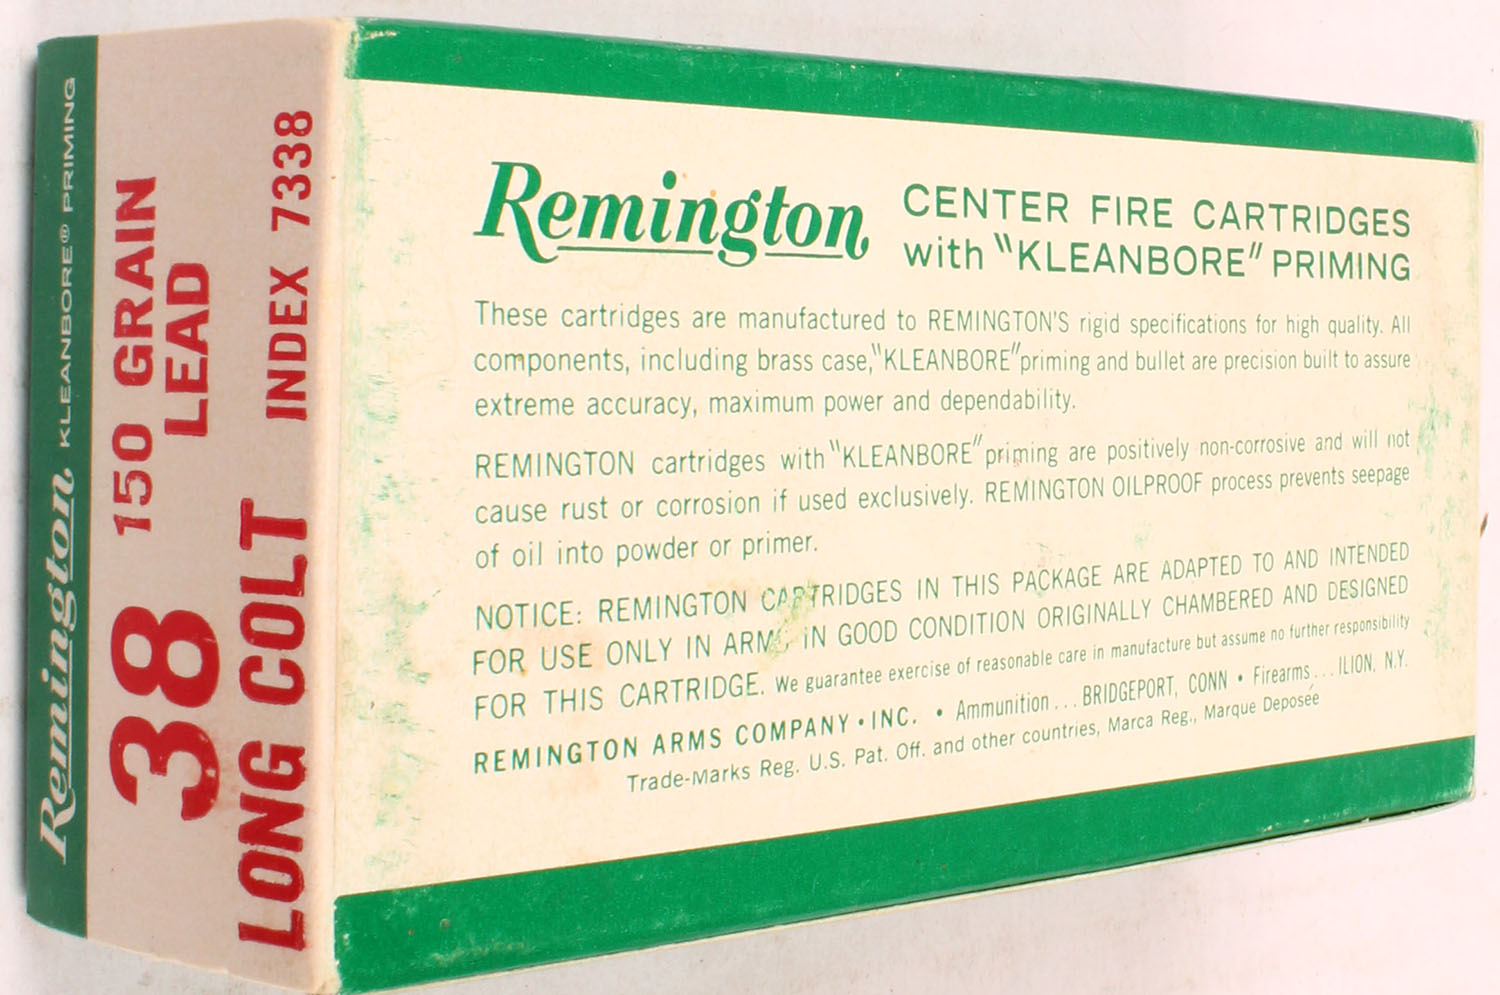 Remington KLEANBORE® PRIMING
150 GRAIN
38 LEAD
LONG COLT INDEX 7338
Remington
CENTER FIRE CARTRIDGES
with "KLEANBORE" PRIMING
These cartridges are manufactured to REMINGTON'S rigid specifications for high quality. All
components, including brass case, "KLEANBORE" priming and bullet are precision built to assure
extreme accuracy, maximum power and dependability.
REMINGTON cartridges with "KLEANBORE" priming are positively non-corrosive and will not
cause rust or corrosion if used exclusively. REMINGTON OILPROOF process prevents seepage
of oil into powder or primer.
NOTICE: REMINGTON CARTRIDGES IN THIS PACKAGE ARE ADAPTED TO AND INTENDED
FOR USE ONLY IN ARMS IN GOOD CONDITION ORIGINALLY CHAMBERED AND DESIGNED
FOR THIS CARTRIDGE. We guarantee exercise of reasonable care in manufacture but assume no further responsibility
REMINGTON ARMS COMPANY • INC. • Ammunition ... BRIDGEPORT, CONN • Firearms ... ILION, N.Y.
Trade-Marks Reg. U.S. Pat. Off. and other countries, Marca Reg., Marque Deposée